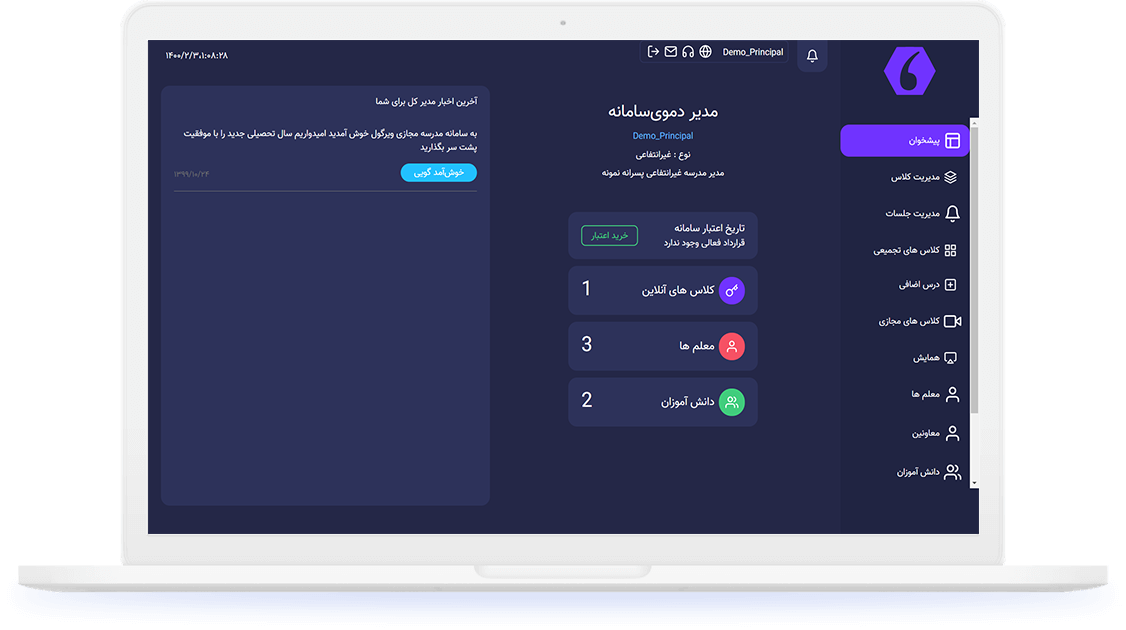 ۱۴۰۰/۲/۳،۱:۰۸:۲۸
Demo_Principal
پیشخوان
مدیریت کلاس
مدیریت جلسات
کلاس های تجمیعی
درس اضافی
کلاس های مجازی
همایش
معلم ها
معاونین
دانش آموزان
مدیر دموی‌سامانه
Demo_Principal
نوع : غیرانتفاعی
مدیر مدرسه غیرانتفاعی پسرانه نمونه
تاریخ اعتبار سامانه
قرارداد فعالی وجود ندارد
خرید اعتبار
کلاس های آنلاین 1
معلم ها 3
دانش آموزان 2
آخرین اخبار مدیر کل برای شما
به سامانه مدرسه مجازی ویرگول خوش آمدید امیدواریم سال تحصیلی جدید را با موفقیت
پشت سر بگذارید
خوش‌آمد گویی
۱۳۹۹/۱۰/۲۴